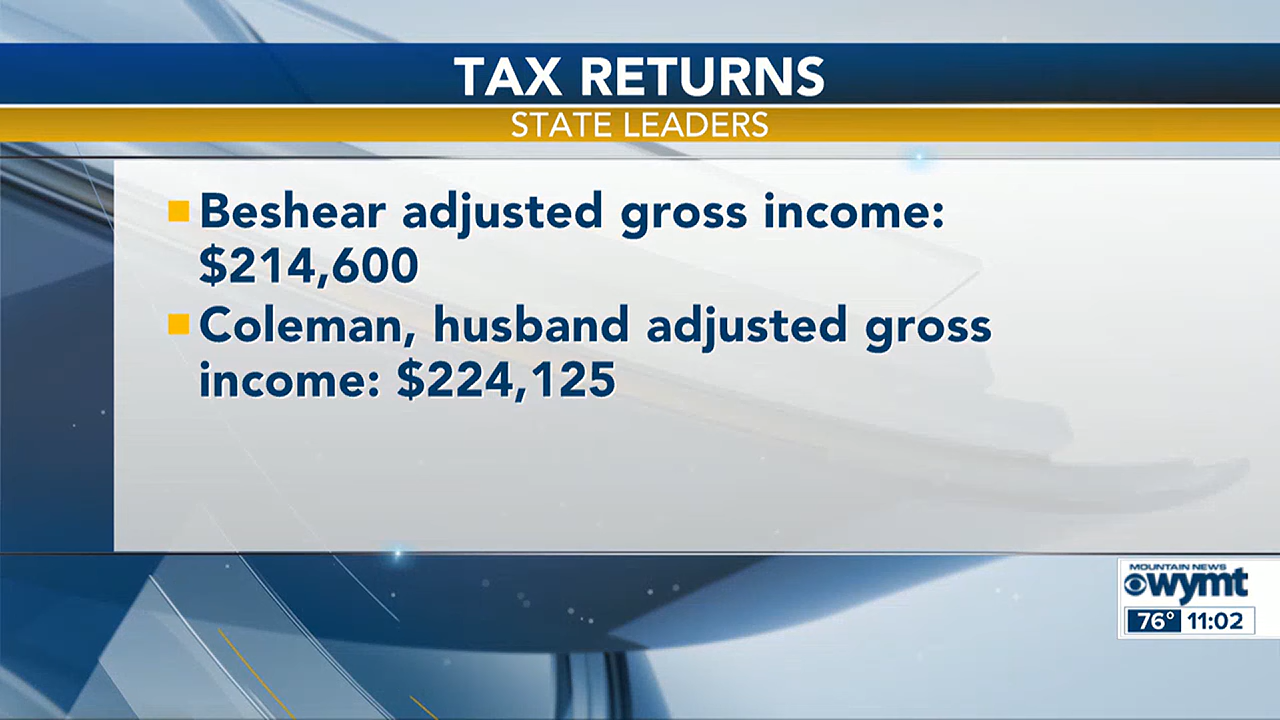 TAX RETURNS
STATE LEADERS
Beshear adjusted gross income:
$214,600
Coleman, husband adjusted gross
income: $224,125
MOUNTAIN NEWS
wymt
76° 11:02